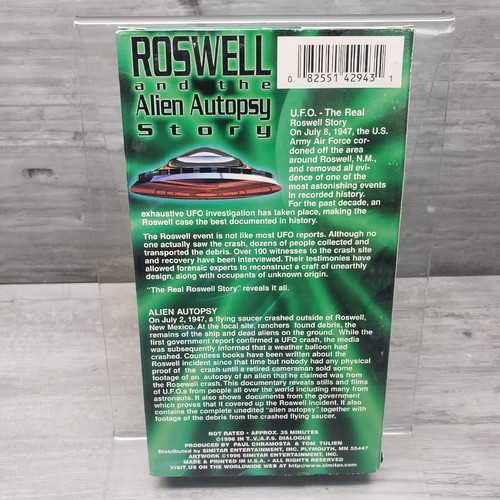 ROSWELL
and the
Alien Autopsy
Story
0 82551 42943 1
U.F.O. - The Real
Roswell Story
On July 8, 1947, the U.S.
Army Air Force cor-
doned off the area
around Roswell, N.M.,
and removed all evi-
dence of one of the
most astonishing events
in recorded history.
For the past decade, an
exhaustive UFO investigation has taken place, making the
Roswell case the best documented in history.
The Roswell event is not like most UFO reports. Although no
one actually saw the crash, dozens of people collected and
transported the debris. Over 100 witnesses to the crash site
and recovery have been interviewed. Their testimonies have
allowed forensic experts to reconstruct a craft of unearthly
design, along with occupants of unknown origin.
"The Real Roswell Story" reveals it all.
ALIEN AUTOPSY
On July 2, 1947, a flying saucer crashed outside of Roswell,
New Mexico. At the local site, ranchers found debris, the
remains of the ship and dead aliens on the ground. While the
first government report confirmed a UFO crash, the media
was subsequently informed that a weather balloon had
crashed. Countless books have been written about the
Roswell incident since that time but nobody had any physical
proof of the crash until a retired cameraman sold some
footage of an autopsy of an alien that he claimed was from
the Rosewell crash. This documentary reveals stills and films
of U.F.O.s from people all over the world including many from
astronauts. It also shows documents from the government
which proves that it covered up the Roswell Incident. It also
contains the complete unedited "alien autopsy" together with
footage of the debris from the crashed flying saucer.
NOT RATED • APPROX. 35 MINUTES
©1996 IN T.V./A.F.S. DIALOGUE
PRODUCED BY PAUL CHRAMOSTA & TOM TULIEN
Distributed by SIMITAR ENTERTAINMENT, INC. PLYMOUTH, MN 55447
ARTWORK ©1996 SIMITAR ENTERTAINMENT, INC.
MADE & PRINTED IN U.S.A. • ALL RIGHTS RESERVED
VISIT US ON THE WORLDWIDE WEB AT http://www.simitar.com